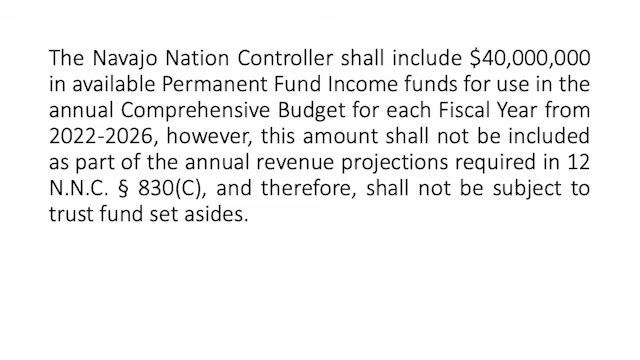 The Navajo Nation Controller shall include $40,000,000
in available Permanent Fund Income funds for use in the
annual Comprehensive Budget for each Fiscal Year from
2022-2026, however, this amount shall not be included
as part of the annual revenue projections required in 12
N.N.C. § 830(C), and therefore, shall not be subject to
trust fund set asides.